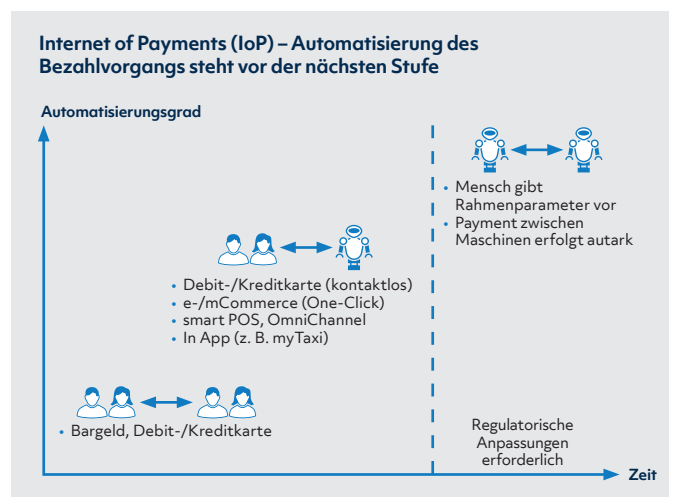 Internet of Payments (IoP) – Automatisierung des
Bezahlvorgangs steht vor der nächsten Stufe
Automatisierungsgrad
• Mensch gibt
Rahmenparameter vor
• Payment zwischen
Maschinen erfolgt autark
• Debit-/Kreditkarte (kontaktlos)
• e-/mCommerce (One-Click)
• smart POS, OmniChannel
• In App (z. B. myTaxi)
• Bargeld, Debit-/Kreditkarte
Regulatorische
Anpassungen
erforderlich
Zeit